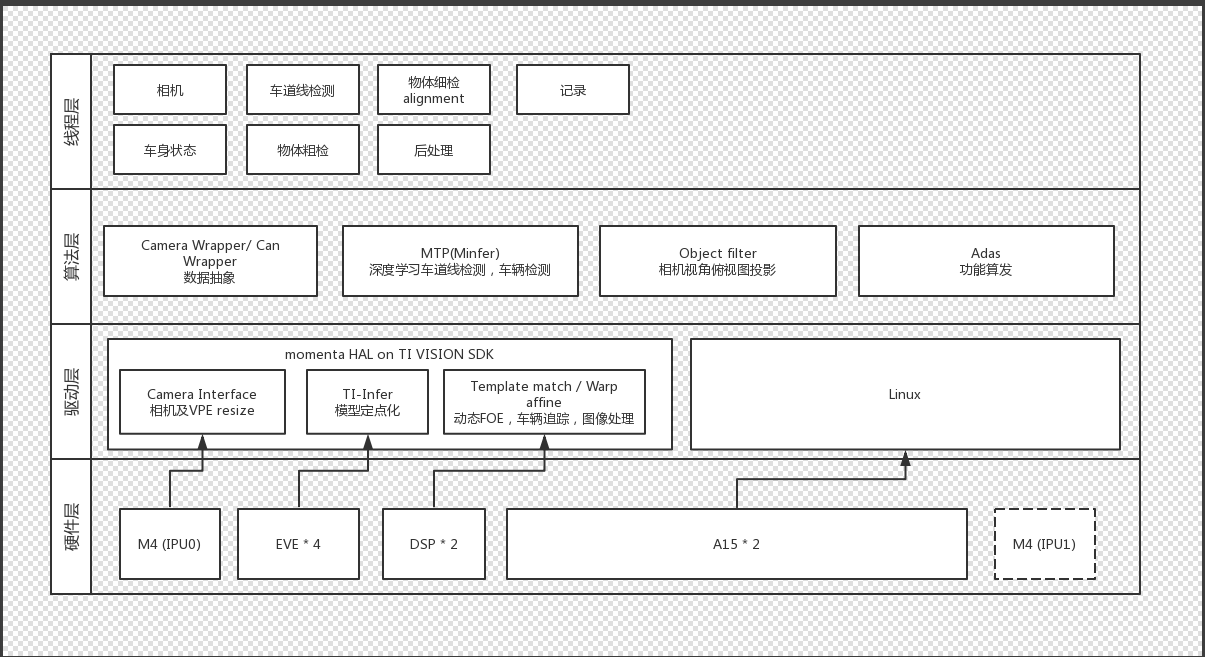 线程层
相机
车道线检测
物体细检
alignment
记录
车身状态
物体粗检
后处理
算法层
Camera Wrapper/ Can
Wrapper
数据抽象
MTP(Minfer)
深度学习车道线检测，车辆检测
Object filter
相机视角俯视图投影
Adas
功能算发
驱动层
momenta HAL on TI VISION SDK
Camera Interface
相机及VPE resize
TI-Infer
模型定点化
Template match / Warp
affine
动态FOE，车辆追踪，图像处理
Linux
硬件层
M4 (IPU0)
EVE * 4
DSP * 2
A15 * 2
M4 (IPU1)